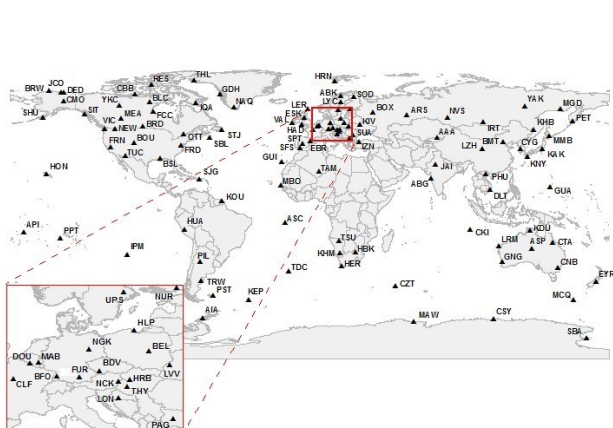 HRN
THL
RES
JCO
BRW DED
CBB
GDH
ABK SOD
CMO
YKC BLC
LYC
YAK
IQA NAQ
LER
BOX
ARS NVS
MGD
SHU
SIT
MEA FCC
ESK
KIV
PET
VIC
BRD
VA
IRT
KHB
NEW
STJ
HAD
SUA
AAA
BMT
MMB
FRN
BOU
OTT
SBL
SPT
IZN
LZH
CYG
FRD
SFS EBR
KAK
TUC
BSL
GUI
JAI
KNY
HON
TAM
PHU
SJG
MBO
ABG
DLT
GUA
KOU
API PPT
HUA
ASC
CKI
KDU
IPM
TSU
LRM
ASP CTA
PIL
KHM HBK
GNG
CNB
TDC
HER
EYR
TRW
CZT
PST
KEP
MCQ
NUR
UPS
AIA
MAW
CSY
HLP
SBA
NGK
DOU MAB
BEL
BDV
BFO FUR
LVV
CLF
NCK HRB
THY
LON
PAG